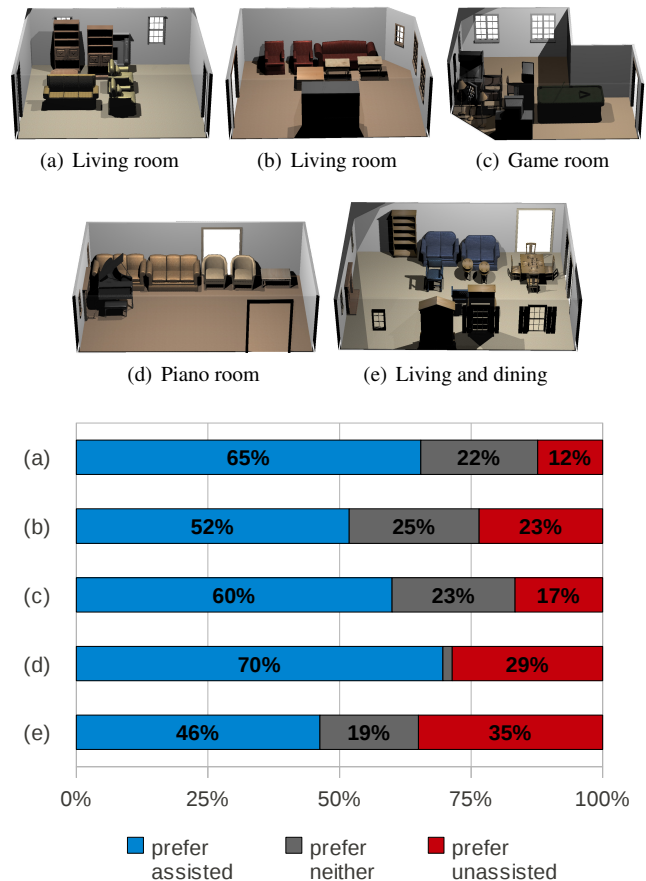 (a) Living room
(b) Living room
(c) Game room
(d) Piano room
(e) Living and dining
(a) 65% 22% 12%
(b) 52% 25% 23%
(c) 60% 23% 17%
(d) 70% 29%
(e) 46% 19% 35%
0% 25% 50% 75% 100%
prefer assisted
prefer neither
prefer unassisted